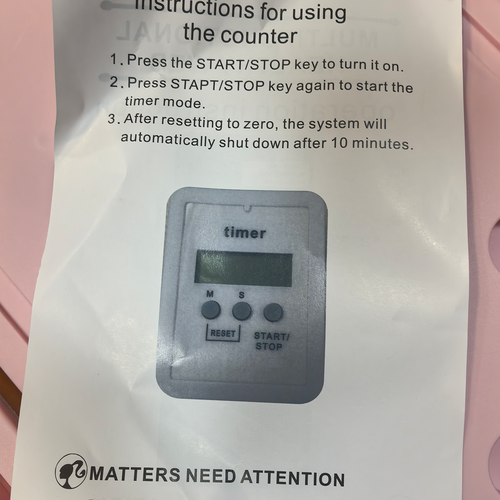 Instructions for using
the counter
1. Press the START/STOP key to turn it on.
2. Press STAPT/STOP key again to start the
timer mode.
3. After resetting to zero, the system will
automatically shut down after 10 minutes.
timer
M S
RESET
START/
STOP
MATTERS NEED ATTENTION